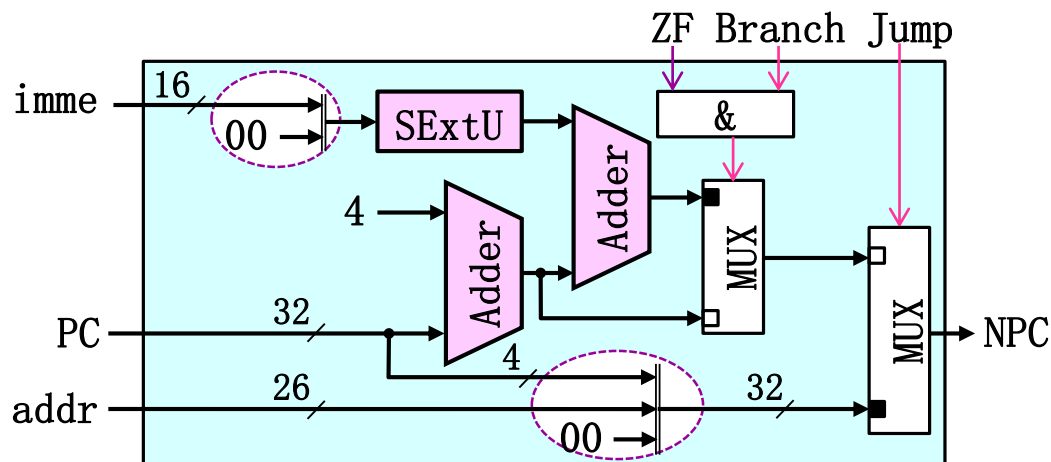 ZF Branch Jump
imme
16
00
SExtU
&
4
Adder
Adder
MUX
MUX
PC
32
NPC
4
addr
26
00
32